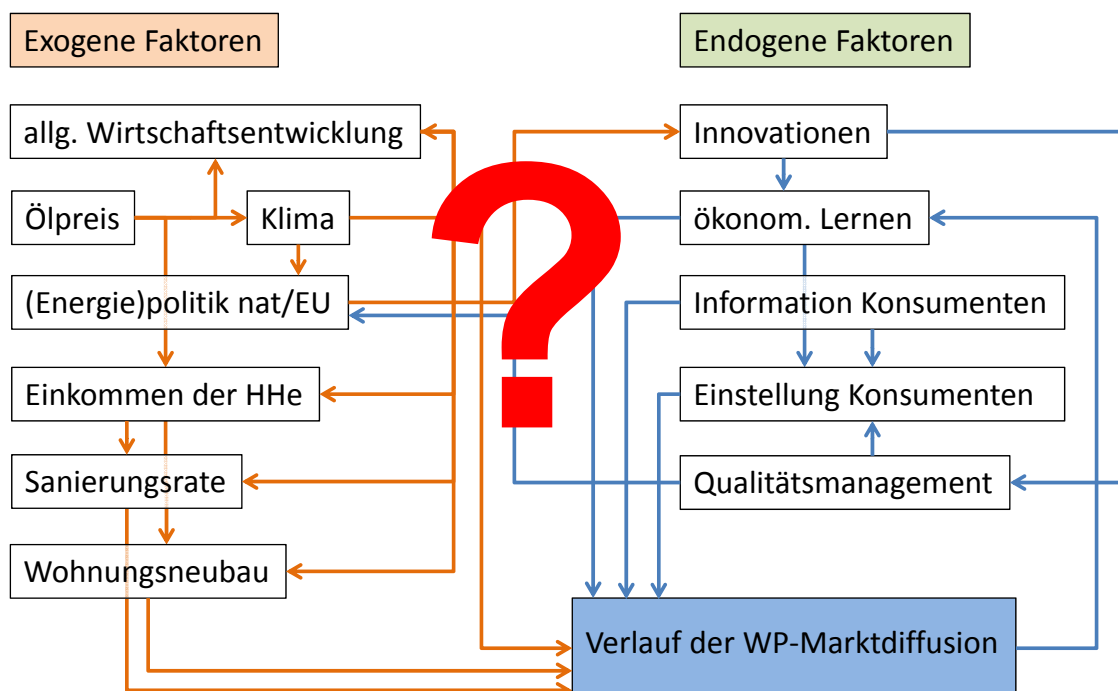 Exogene Faktoren
Endogene Faktoren
allg. Wirtschaftsentwicklung
Innovationen
Ölpreis
Klima
ökonom. Lernen
(Energie)politik nat/EU
Information Konsumenten
Einkommen der HHe
Einstellung Konsumenten
Sanierungsrate
Qualitätsmanagement
Wohnungsneubau
Verlauf der WP-Marktdiffusion
?